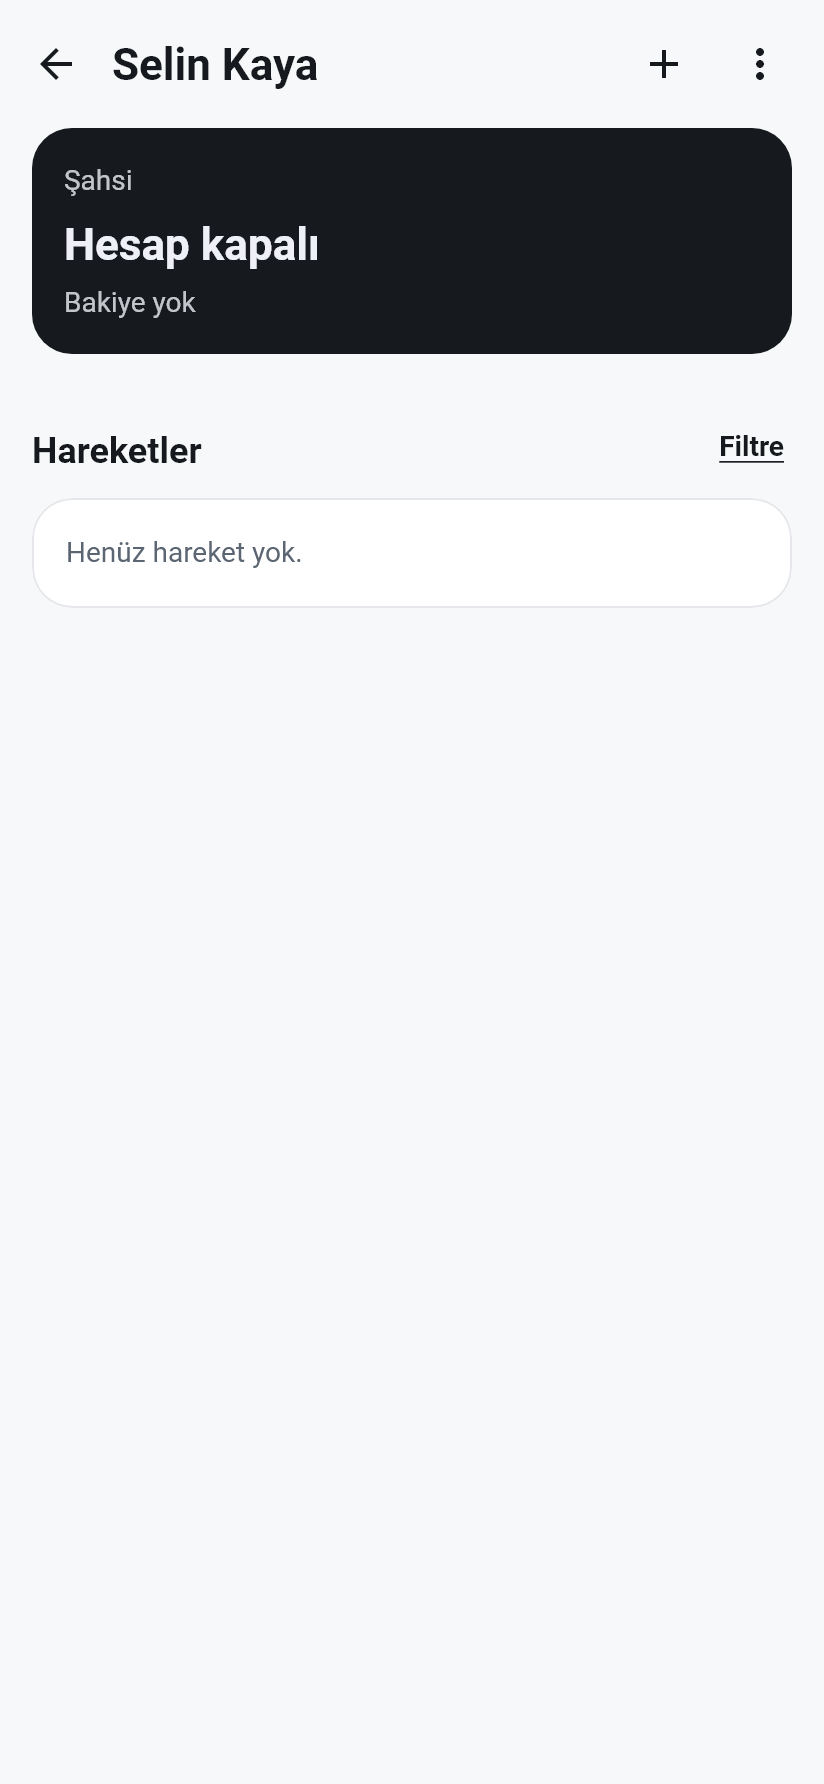 Selin Kaya
Şahsi
Hesap kapalı
Bakiye yok
Hareketler
Filtre
Henüz hareket yok.